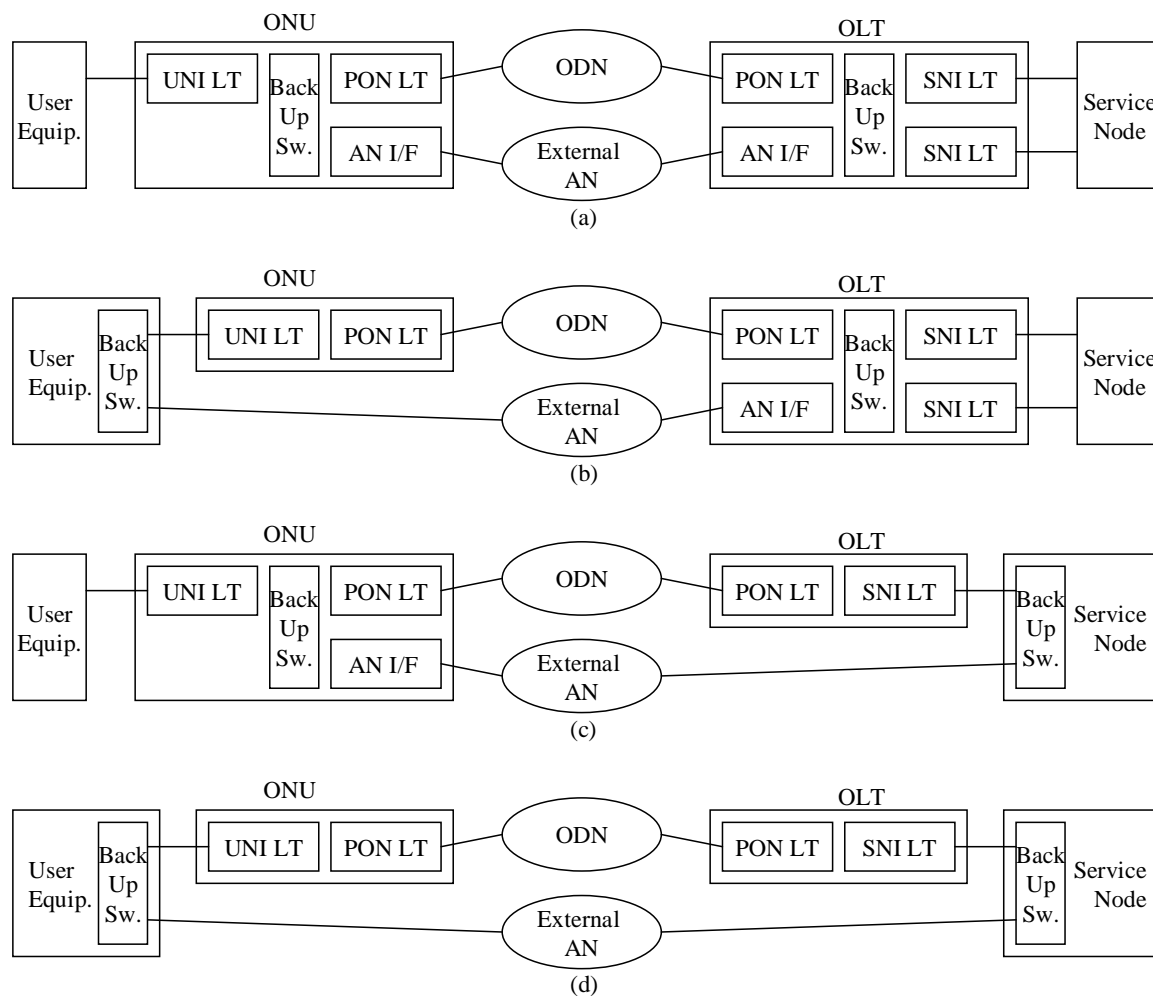 ONU
OLT
User
Equip.
UNI LT
Back
Up
Sw.
PON LT
AN I/F
ODN
External
AN
PON LT
AN I/F
Back
Up
Sw.
SNI LT
SNI LT
Service
Node
(a)
ONU
OLT
User
Equip.
Back
Up
Sw.
UNI LT
PON LT
ODN
External
AN
PON LT
AN I/F
Back
Up
Sw.
SNI LT
SNI LT
Service
Node
(b)
ONU
OLT
User
Equip.
UNI LT
Back
Up
Sw.
PON LT
AN I/F
ODN
External
AN
PON LT
SNI LT
Back
Up
Sw.
Service
Node
(c)
ONU
OLT
User
Equip.
Back
Up
Sw.
UNI LT
PON LT
ODN
External
AN
PON LT
SNI LT
Back
Up
Sw.
Service
Node
(d)